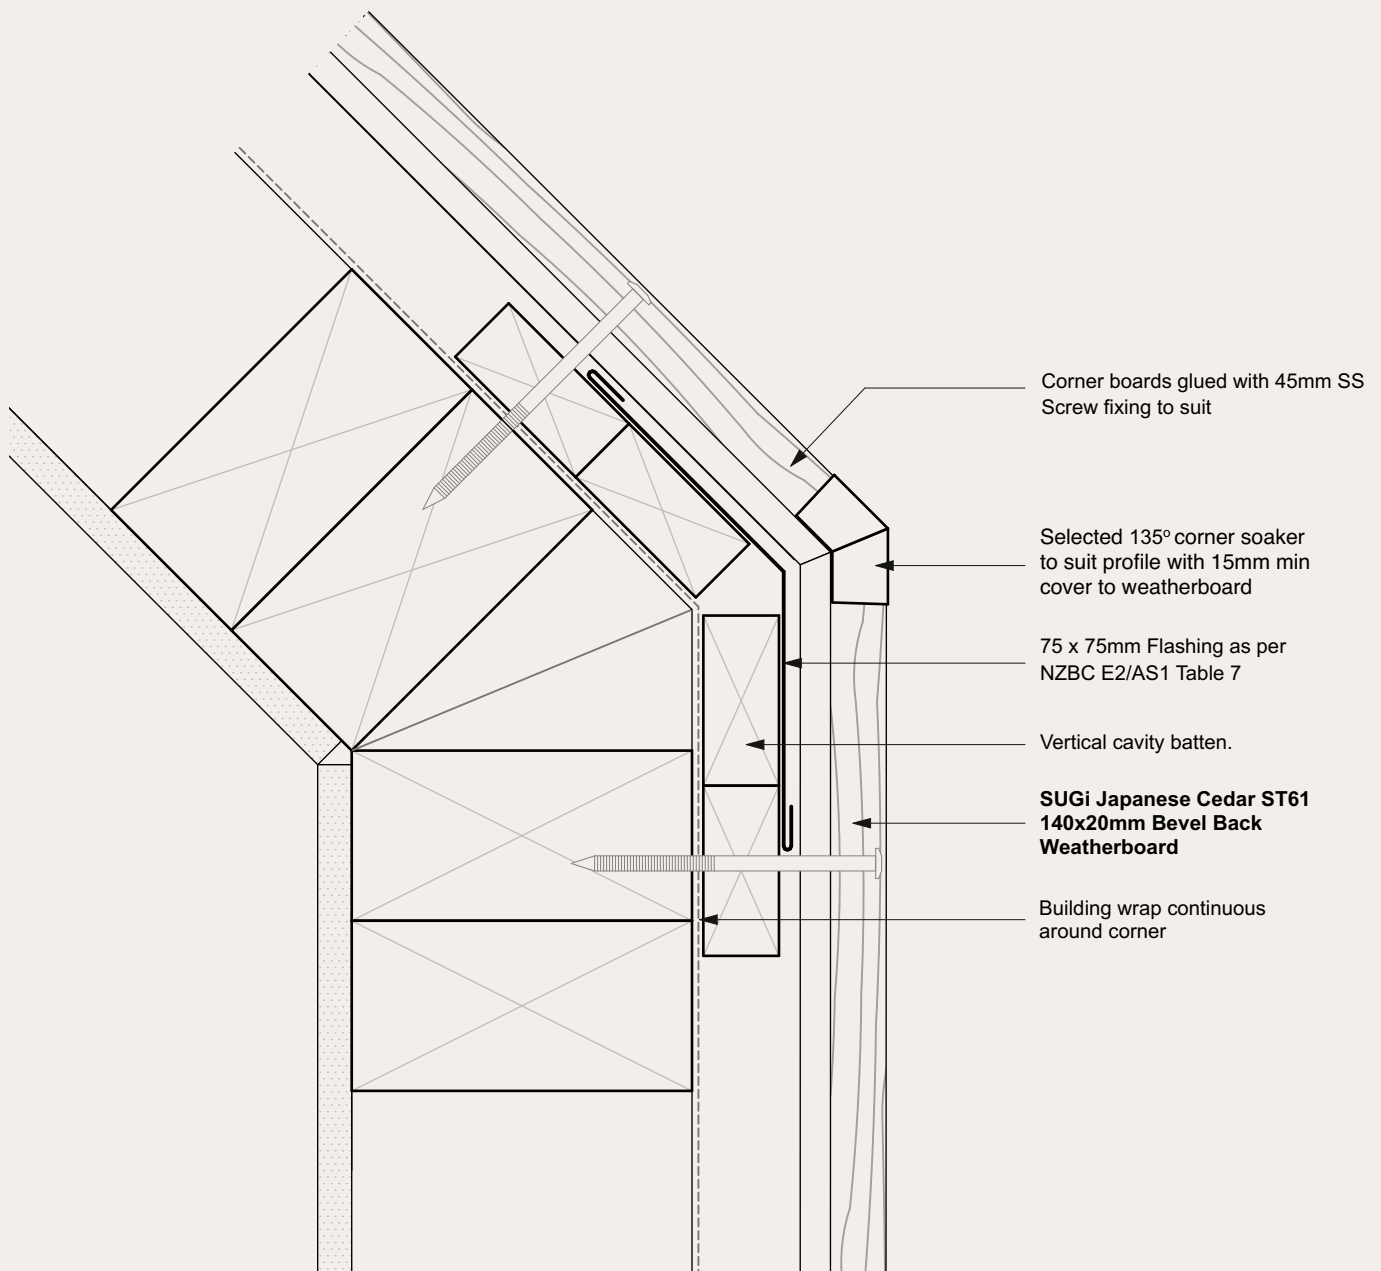 Corner boards glued with 45mm SS
Screw fixing to suit
Selected 135º corner soaker
to suit profile with 15mm min
cover to weatherboard
75 x 75mm Flashing as per
NZBC E2/AS1 Table 7
Vertical cavity batten.
SUGi Japanese Cedar ST61
140x20mm Bevel Back
Weatherboard
Building wrap continuous
around corner